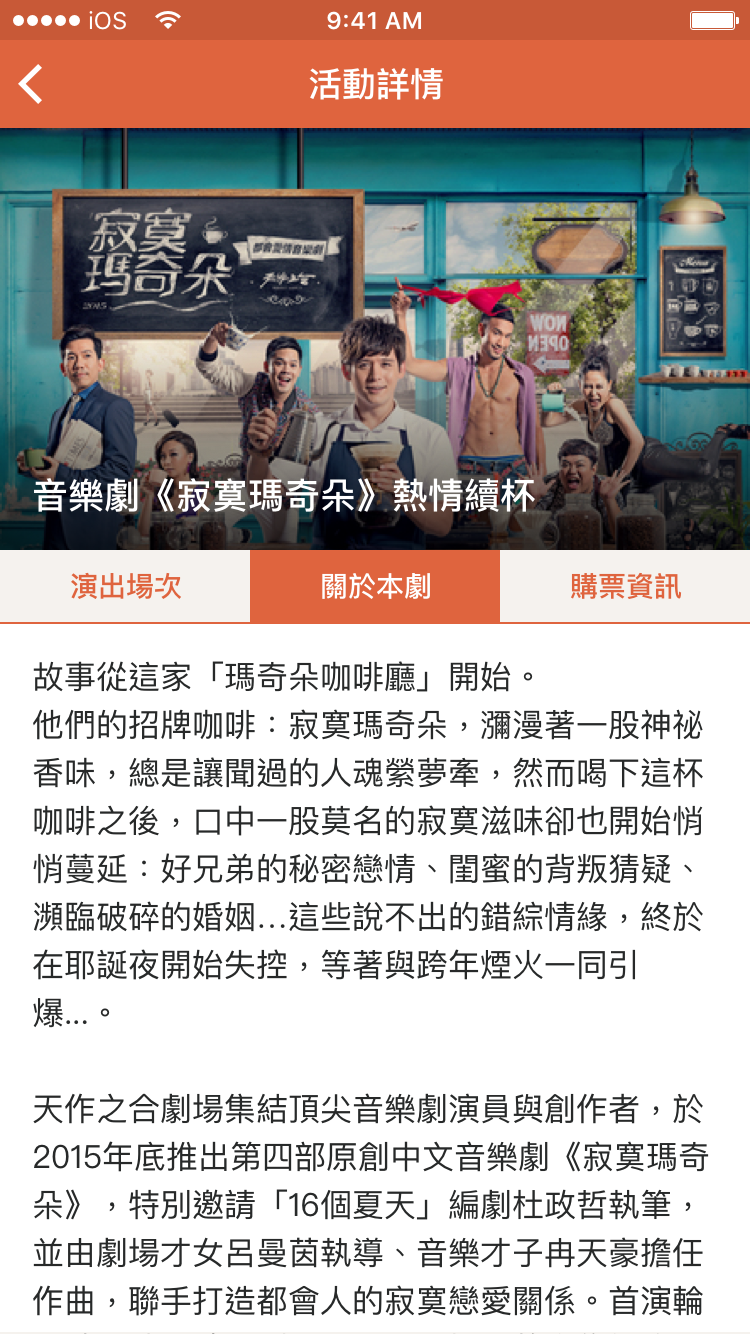 iOS 9:41 AM
活動詳情
寂寞
瑪奇朵
都會愛情音樂劇
2015
NOW
OPEN
Menu
音樂劇《寂寞瑪奇朵》熱情續杯
演出場次 關於本劇 購票資訊
故事從這家「瑪奇朵咖啡廳」開始。
他們的招牌咖啡：寂寞瑪奇朵，瀰漫著一股神祕
香味，總是讓聞過的人魂縈夢牽，然而喝下這杯
咖啡之後，口中一股莫名的寂寞滋味卻也開始悄
悄蔓延：好兄弟的秘密戀情、閨蜜的背叛猜疑、
瀕臨破碎的婚姻…這些說不出的錯綜情緣，終於
在耶誕夜開始失控，等著與跨年煙火一同引
爆...。
天作之合劇場集結頂尖音樂劇演員與創作者，於
2015年底推出第四部原創中文音樂劇《寂寞瑪奇
朵》，特別邀請「16個夏天」編劇杜政哲執筆，
並由劇場才女呂曼茵執導、音樂才子冉天豪擔任
作曲，聯手打造都會人的寂寞戀愛關係。首演輪